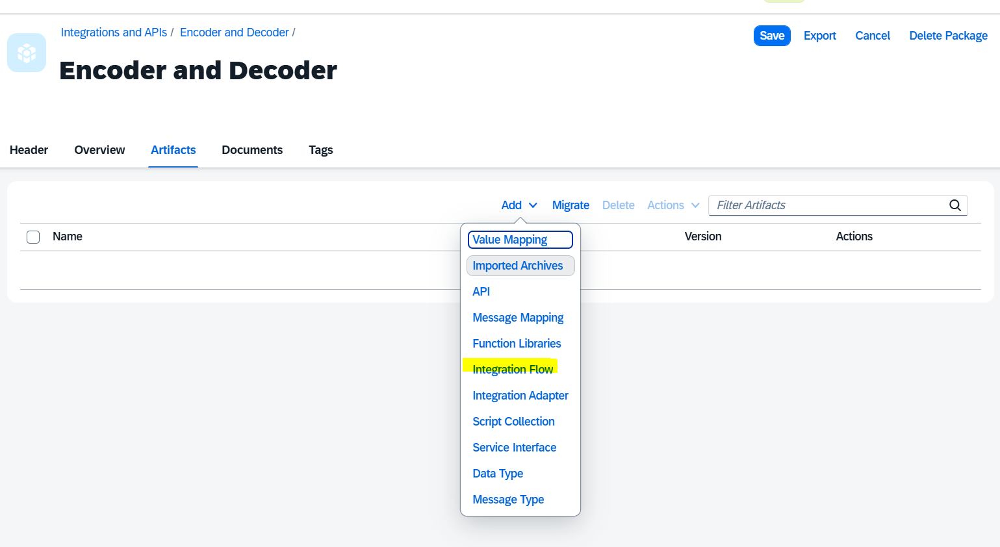 Integrations and APIs / Encoder and Decoder /
Save Export Cancel Delete Package
Encoder and Decoder
Header Overview Artifacts Documents Tags
Add Migrate Delete Actions Filter Artifacts
Name Version Actions
Value Mapping
Imported Archives
API
Message Mapping
Function Libraries
Integration Flow
Integration Adapter
Script Collection
Service Interface
Data Type
Message Type